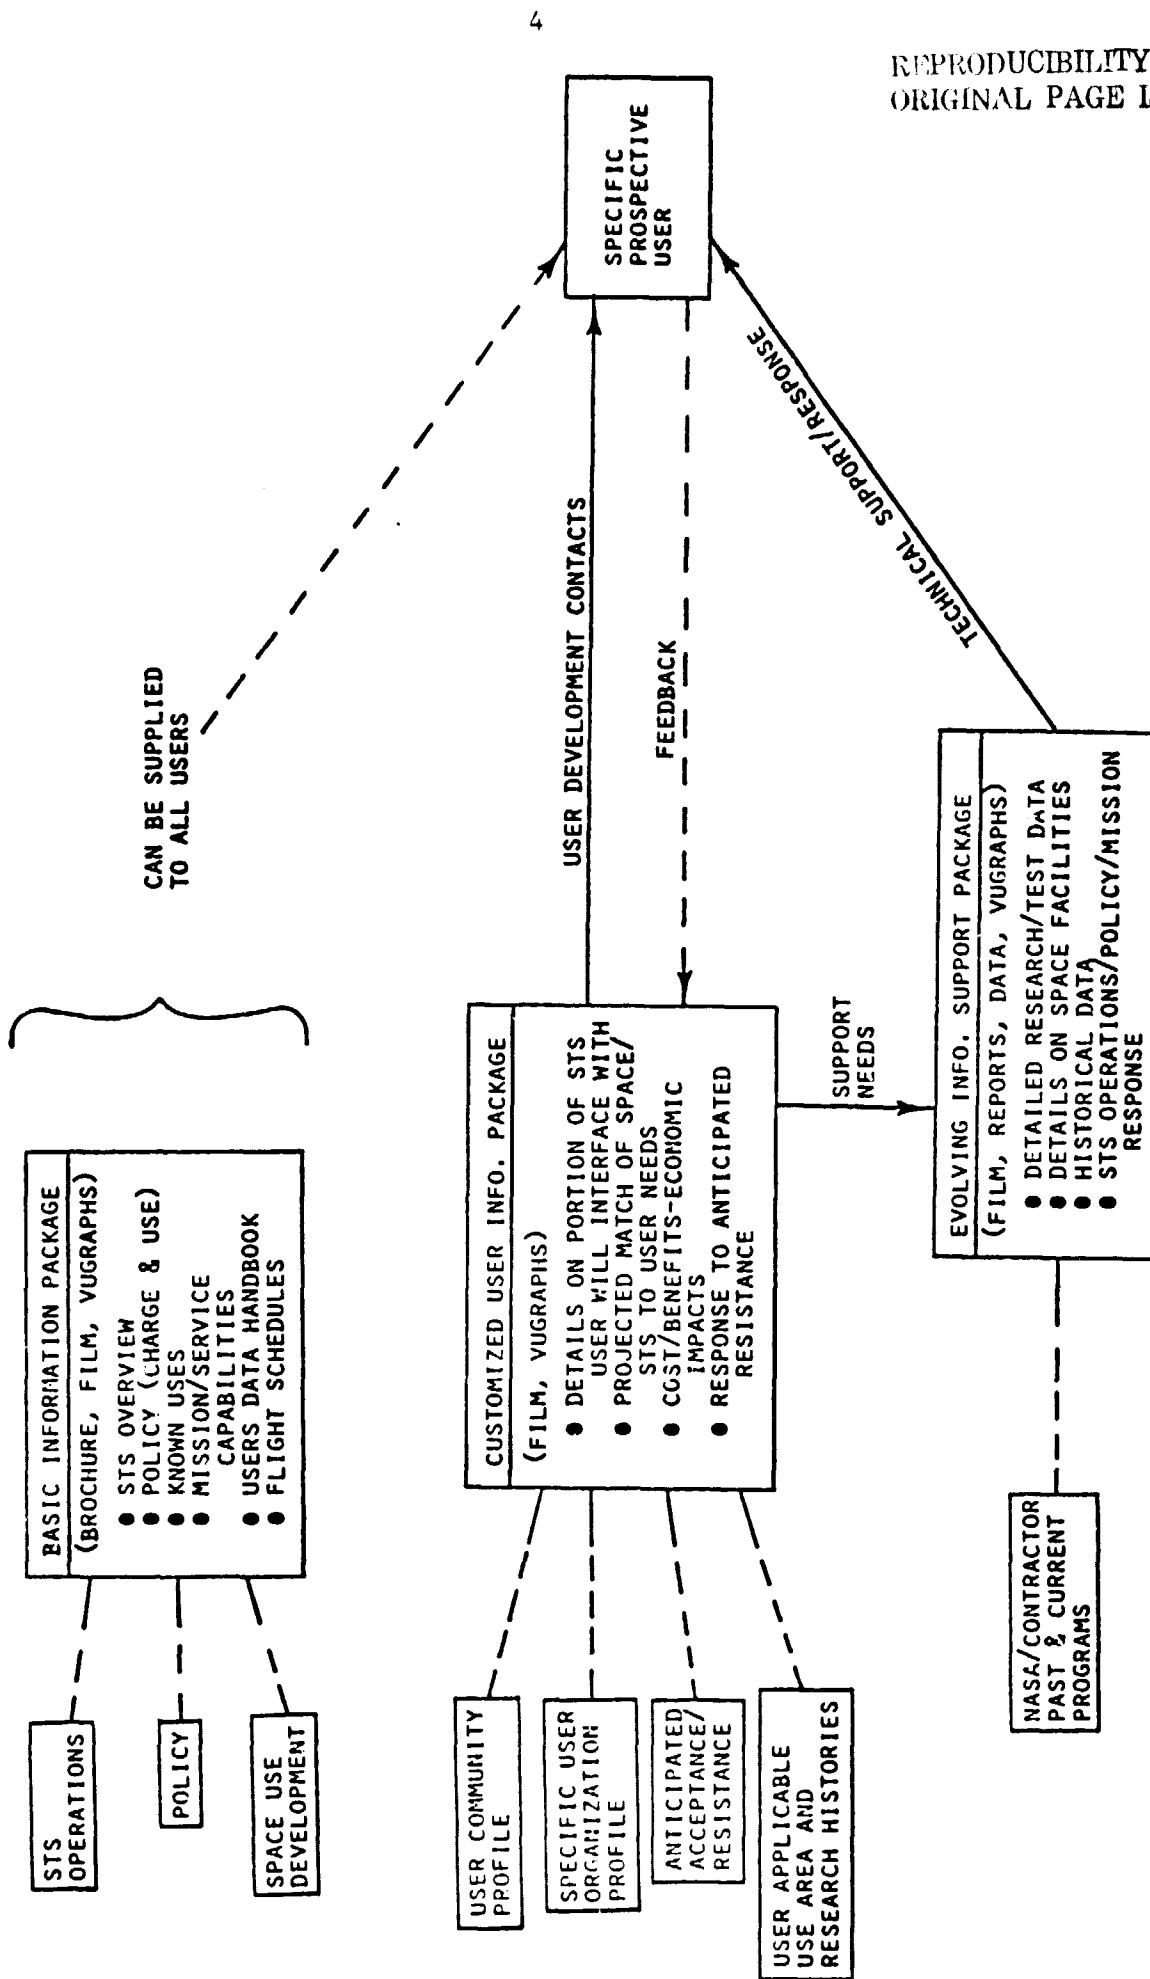 4
REPRODUCIBILITY
ORIGINAL PAGE I
STS
OPERATIONS
POLICY
SPACE USE
DEVELOPMENT
BASIC INFORMATION PACKAGE
(BROCHURE, FILM, VUGRAPHS)
● STS OVERVIEW
● POLICY (CHARGE & USE)
● KNOWN USES
● MISSION/SERVICE
CAPABILITIES
● USERS DATA HANDBOOK
● FLIGHT SCHEDULES
CAN BE SUPPLIED
TO ALL USERS
USER COMMUNITY
PROFILE
SPECIFIC USER
ORGANIZATION
PROFILE
ANTICIPATED
ACCEPTANCE/
RESISTANCE
USER APPLICABLE
USE AREA AND
RESEARCH HISTORIES
CUSTOMIZED USER INFO. PACKAGE
(FILM, VUGRAPHS)
● DETAILS ON PORTION OF STS
USER WILL INTERFACE WITH
● PROJECTED MATCH OF SPACE/
STS TO USER NEEDS
● COST/BENEFITS-ECONOMIC
IMPACTS
● RESPONSE TO ANTICIPATED
RESISTANCE
USER DEVELOPMENT CONTACTS
FEEDBACK
SPECIFIC
PROSPECTIVE
USER
SUPPORT
NEEDS
TECHNICAL SUPPORT/RESPONSE
NASA/CONTRACTOR
PAST & CURRENT
PROGRAMS
EVOLVING INFO. SUPPORT PACKAGE
(FILM, REPORTS, DATA, VUGRAPHS)
● DETAILED RESEARCH/TEST DATA
● DETAILS ON SPACE FACILITIES
● HISTORICAL DATA
● STS OPERATIONS/POLICY/MISSION
RESPONSE